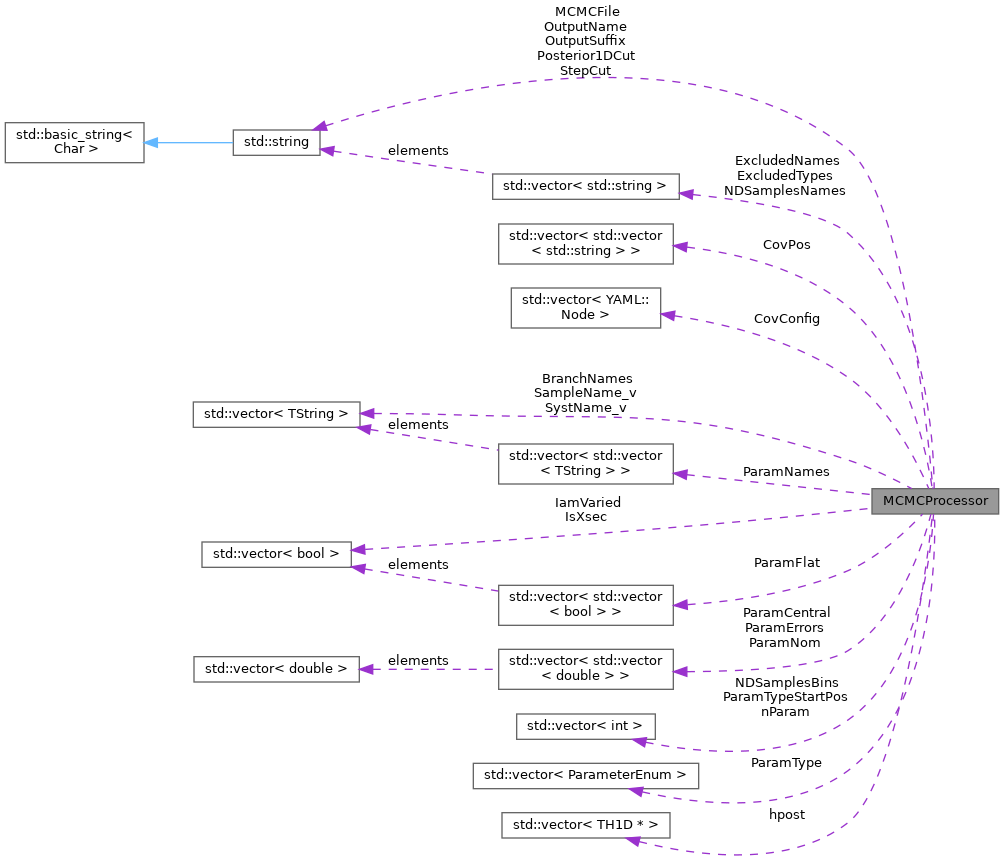 MCMCFile
OutputName
OutputSuffix
Posterior1DCut
StepCut
std::basic_string<
Char >
std::string
elements
std::vector< std::string >
ExcludedNames
ExcludedTypes
NDSamplesNames
std::vector< std::vector
< std::string > >
CovPos
std::vector< YAML::
Node >
CovConfig
BranchNames
SampleName_v
SystName_v
std::vector< TString >
elements
std::vector< std::vector
< TString > >
ParamNames
MCMCProcessor
IamVaried
IsXsec
std::vector< bool >
elements
std::vector< std::vector
< bool > >
ParamFlat
ParamCentral
ParamErrors
ParamNom
std::vector< double >
elements
std::vector< std::vector
< double > >
NDSamplesBins
ParamTypeStartPos
nParam
std::vector< int >
ParamType
std::vector< ParameterEnum >
hpost
std::vector< TH1D * >